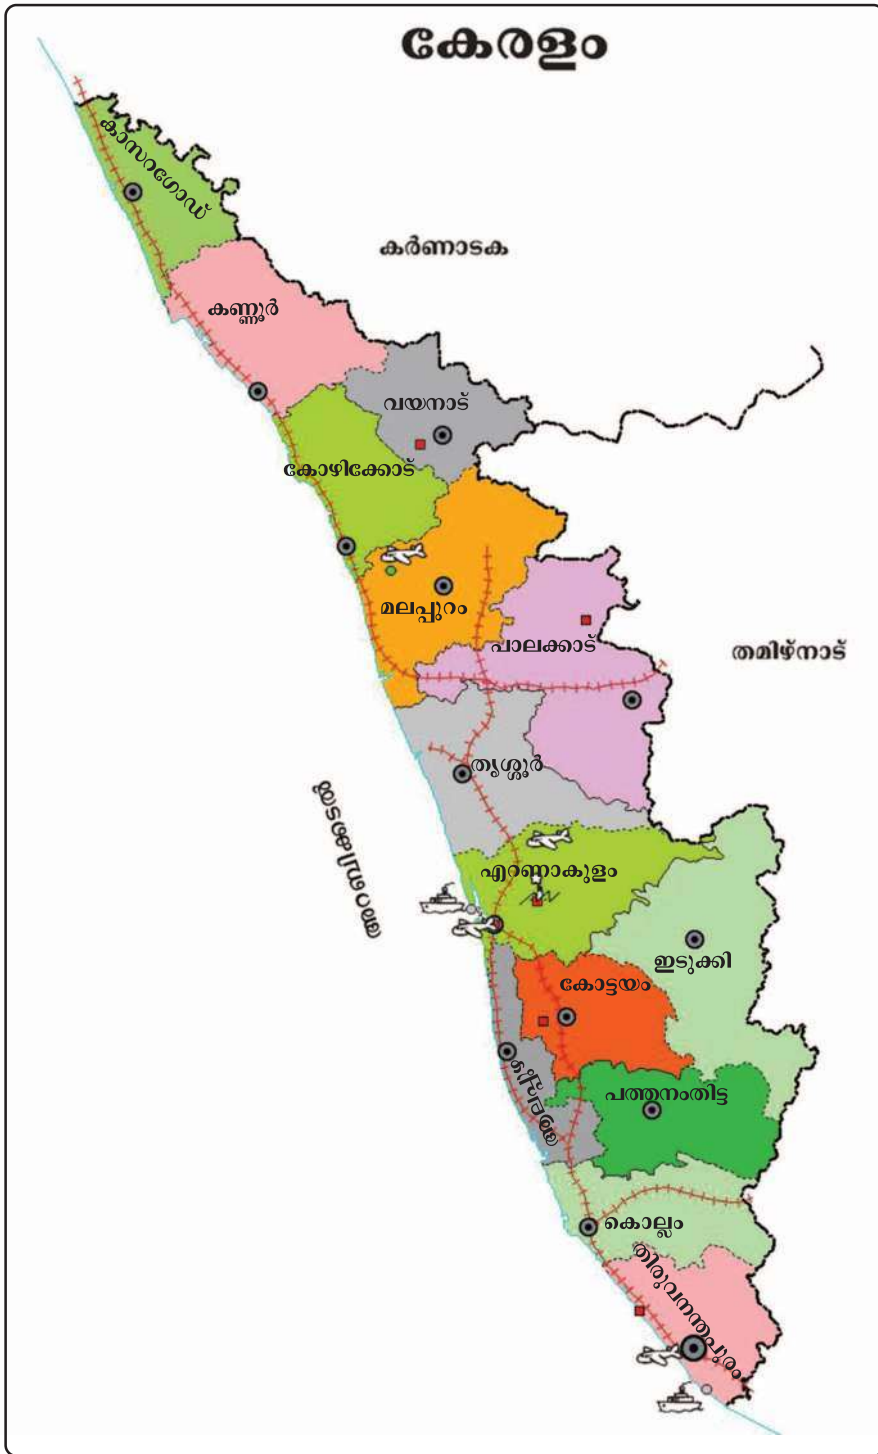 കേരളം
കാസറഗോഡ്
കർണാടക
കണ്ണൂർ
വയനാട്
കോഴിക്കോട്
മലപ്പുറം
പാലക്കാട്
തമിഴ്നാട്
തൃശ്ശൂർ
അറബിക്കടൽ
എറണാകുളം
ഇടുക്കി
കോട്ടയം
ആലപ്പുഴ
പത്തനംതിട്ട
കൊല്ലം
തിരുവനന്തപുരം